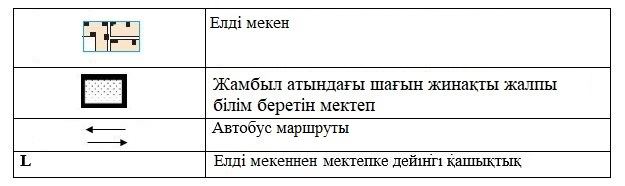 Елді мекен
Жамбыл атындағы шағын жинақты жалпы
білім беретін мектеп
Автобус маршруты
L Елді мекеннен мектепке дейінгі қашықтық